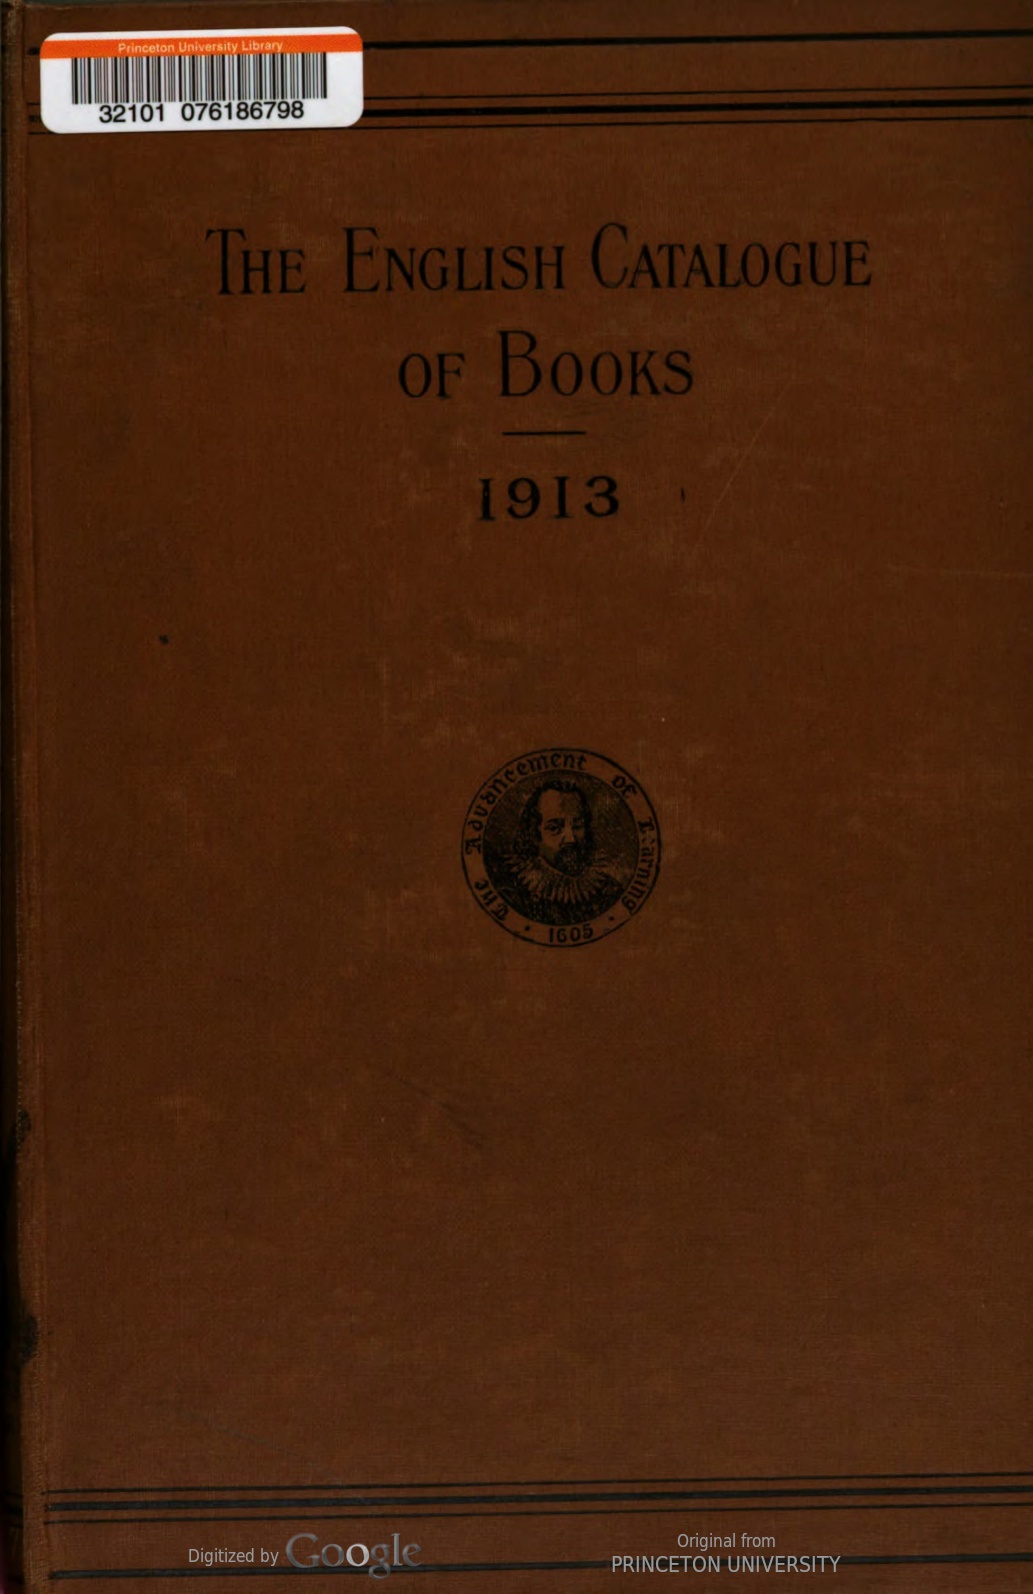 Princeton University Library
32101 076186798
THE ENGLISH CATALOGUE
OF BOOKS
1913
The Advancement of Learning
· 1605 ·
Digitized by Google
Original from
PRINCETON UNIVERSITY